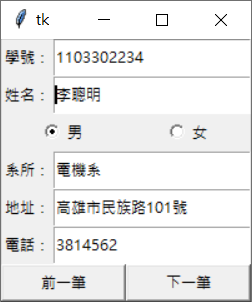 tk
學號： 1103302234
姓名： 李聰明
男 女
系所： 電機系
地址： 高雄市民族路101號
電話： 3814562
前一筆 下一筆